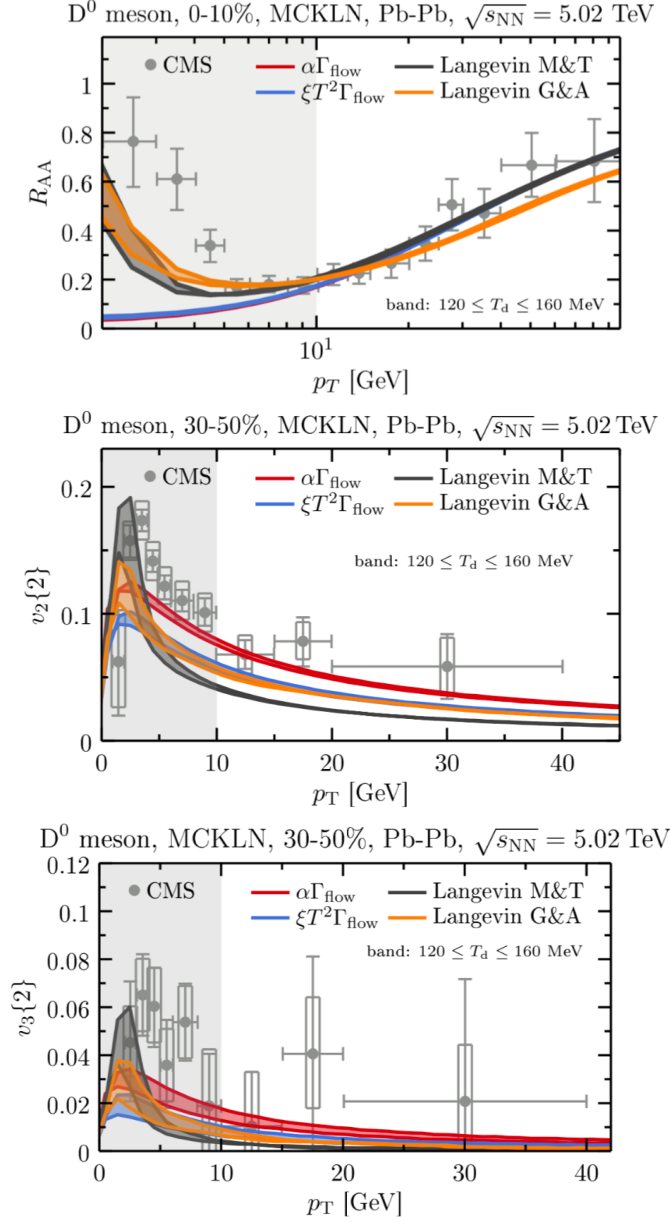 D⁰ meson, 0-10%, MCKLN, Pb-Pb, √sNN = 5.02 TeV
1
0.8
0.6
0.4
0.2
0
RAA
CMS
αΓflow
ξT²Γflow
Langevin M&T
Langevin G&A
band: 120 ≤ Td ≤ 160 MeV
10¹
pT [GeV]
D⁰ meson, 30-50%, MCKLN, Pb-Pb, √sNN = 5.02 TeV
0.2
0.1
0
v₂{2}
CMS
αΓflow
ξT²Γflow
Langevin M&T
Langevin G&A
band: 120 ≤ Td ≤ 160 MeV
0 10 20 30 40
pT [GeV]
D⁰ meson, MCKLN, 30-50%, Pb-Pb, √sNN = 5.02 TeV
0.12
0.1
0.08
0.06
0.04
0.02
0
v₃{2}
CMS
αΓflow
ξT²Γflow
Langevin M&T
Langevin G&A
band: 120 ≤ Td ≤ 160 MeV
0 10 20 30 40
pT [GeV]